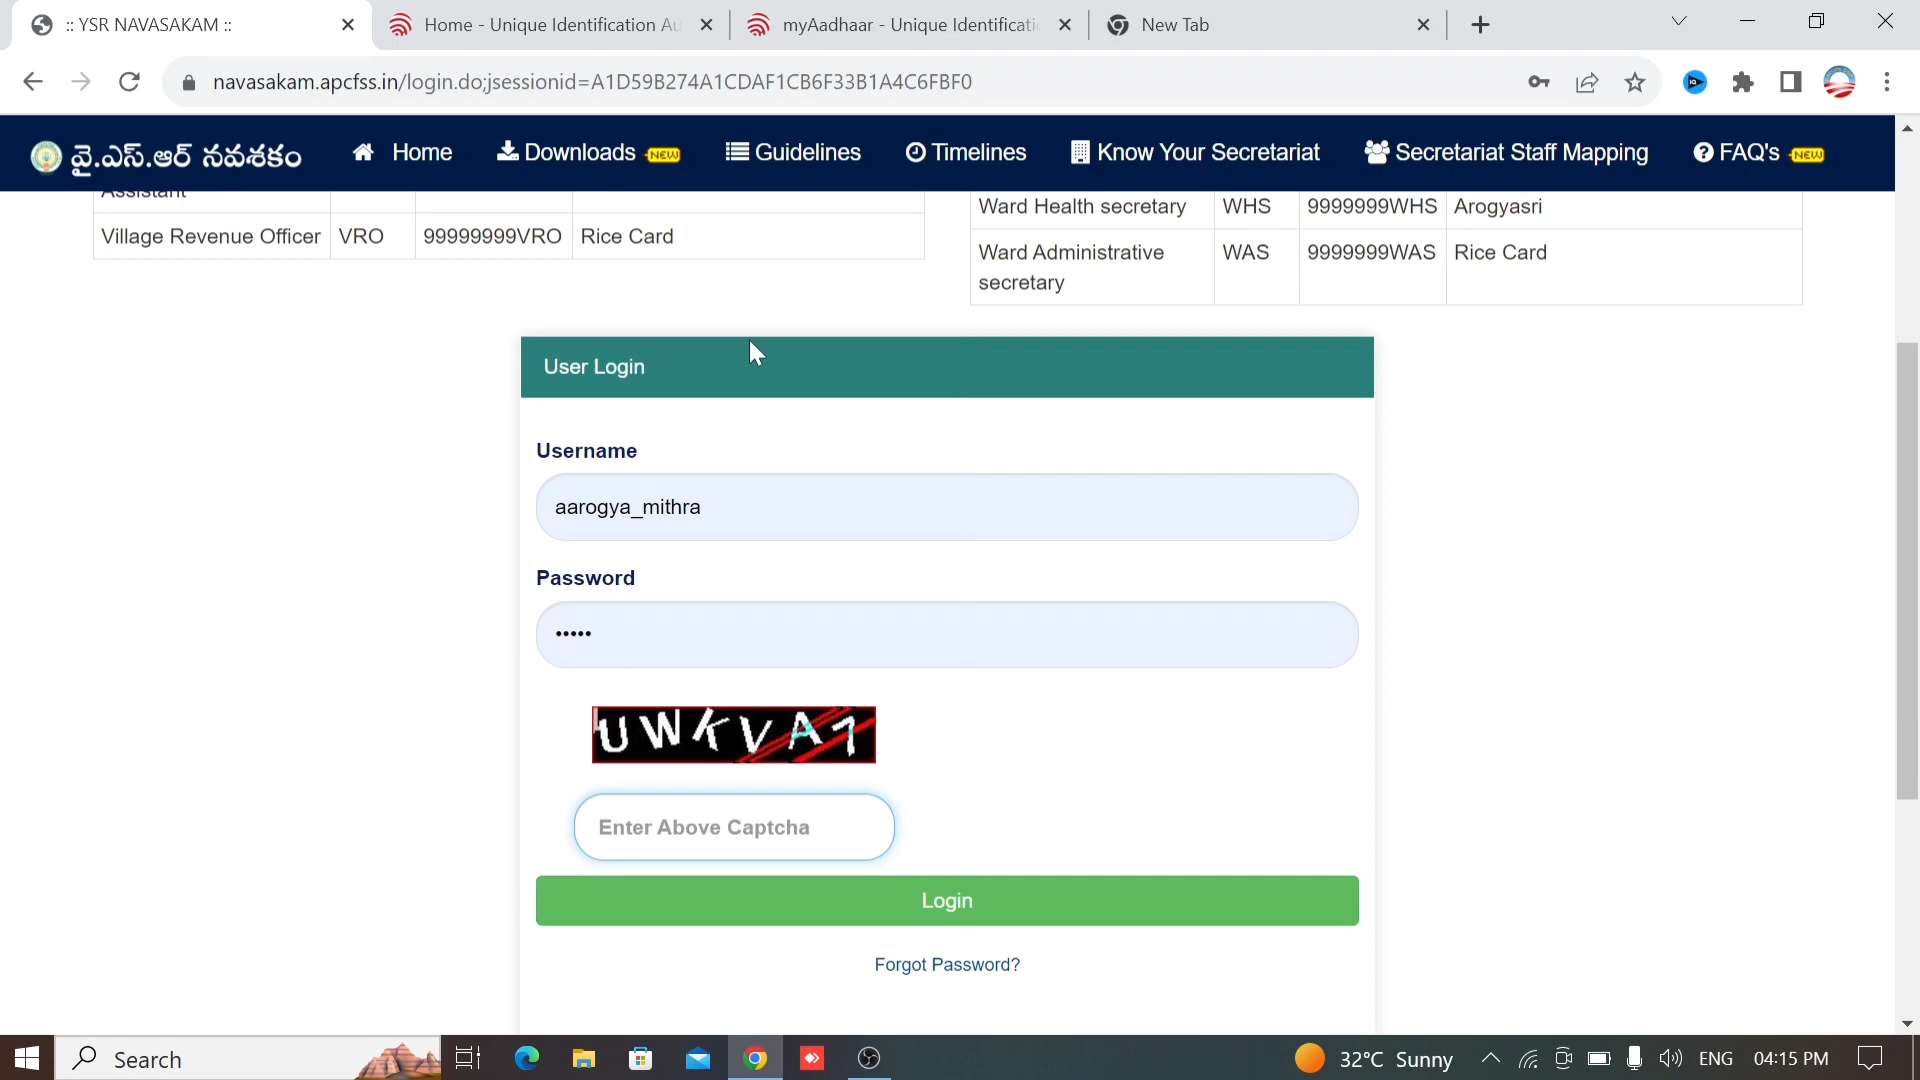 :: YSR NAVASAKAM ::
Home - Unique Identification Au
myAadhaar - Unique Identificatio
New Tab
navasakam.apcfss.in/login.do;jsessionid=A1D59B274A1CDAF1CB6F33B1A4C6FBF0
వై.ఎస్.ఆర్ నవశకం
Home
Downloads NEW
Guidelines
Timelines
Know Your Secretariat
Secretariat Staff Mapping
FAQ's NEW
Assistant
Village Revenue Officer VRO 99999999VRO Rice Card
Ward Health secretary WHS 9999999WHS Arogyasri
Ward Administrative secretary WAS 9999999WAS Rice Card
User Login
Username
aarogya_mithra
Password
•••••
UWKVA7
Enter Above Captcha
Login
Forgot Password?
Search
32°C Sunny
ENG
04:15 PM